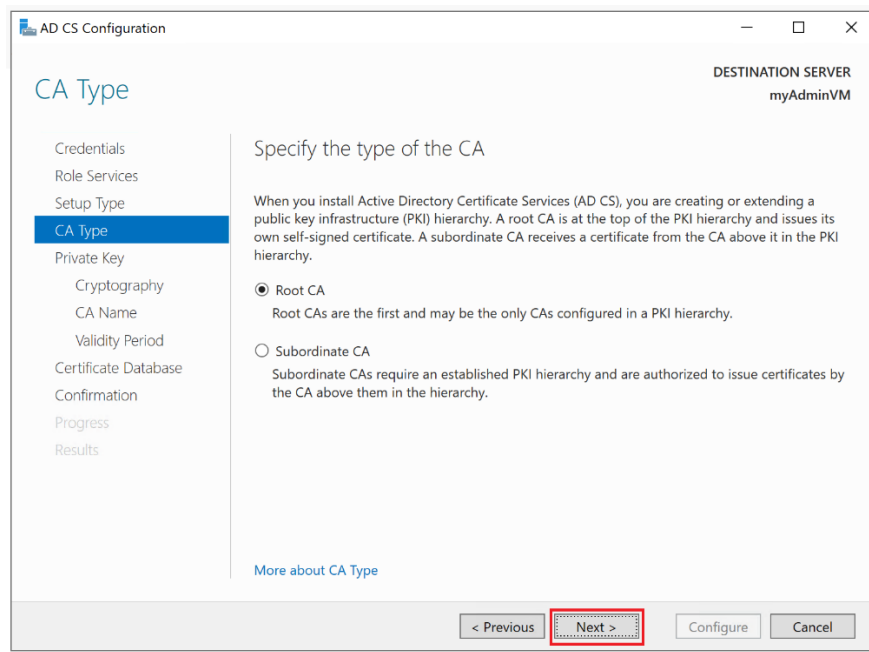 AD CS Configuration
CA Type
DESTINATION SERVER
myAdminVM
Credentials
Role Services
Setup Type
CA Type
Private Key
Cryptography
CA Name
Validity Period
Certificate Database
Confirmation
Progress
Results
Specify the type of the CA
When you install Active Directory Certificate Services (AD CS), you are creating or extending a
public key infrastructure (PKI) hierarchy. A root CA is at the top of the PKI hierarchy and issues its
own self-signed certificate. A subordinate CA receives a certificate from the CA above it in the PKI
hierarchy.
Root CA
Root CAs are the first and may be the only CAs configured in a PKI hierarchy.
Subordinate CA
Subordinate CAs require an established PKI hierarchy and are authorized to issue certificates by
the CA above them in the hierarchy.
More about CA Type
< Previous
Next >
Configure
Cancel